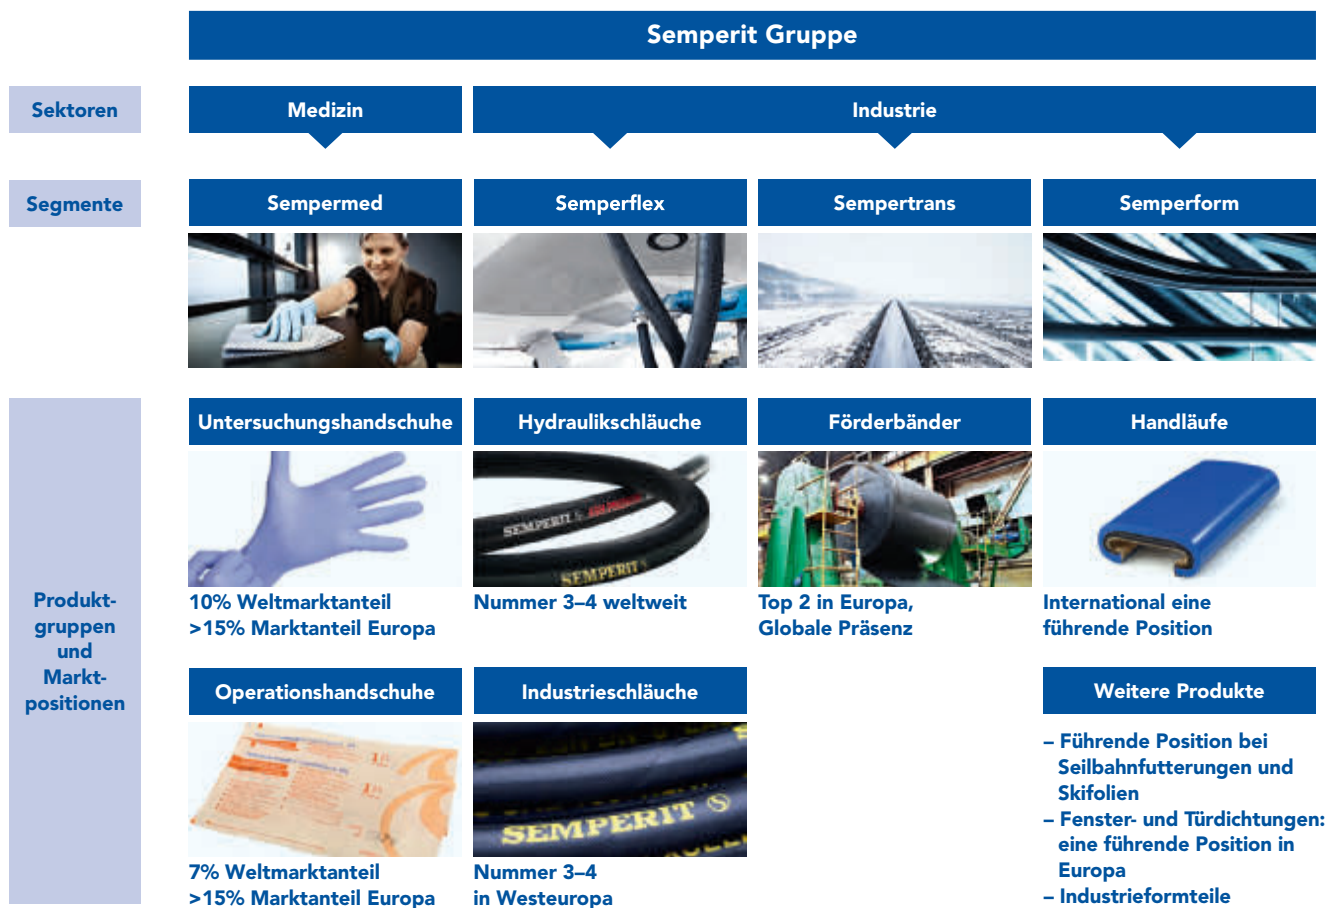 Semperit Gruppe
Sektoren
Medizin
Industrie
Segmente
Sempermed
Semperflex
Sempertrans
Semperform
Produkt-
gruppen
und
Markt-
positionen
Untersuchungshandschuhe
Hydraulikschläuche
Förderbänder
Handläufe
SEMPERIT S
SEMPERIT
10% Weltmarktanteil
>15% Marktanteil Europa
Nummer 3–4 weltweit
Top 2 in Europa,
Globale Präsenz
International eine
führende Position
Operationshandschuhe
Industrieschläuche
Weitere Produkte
SEMPERIT S
7% Weltmarktanteil
>15% Marktanteil Europa
Nummer 3–4
in Westeuropa
– Führende Position bei
Seilbahnfutterungen und
Skifolien
– Fenster- und Türdichtungen:
eine führende Position in
Europa
– Industrieformteile